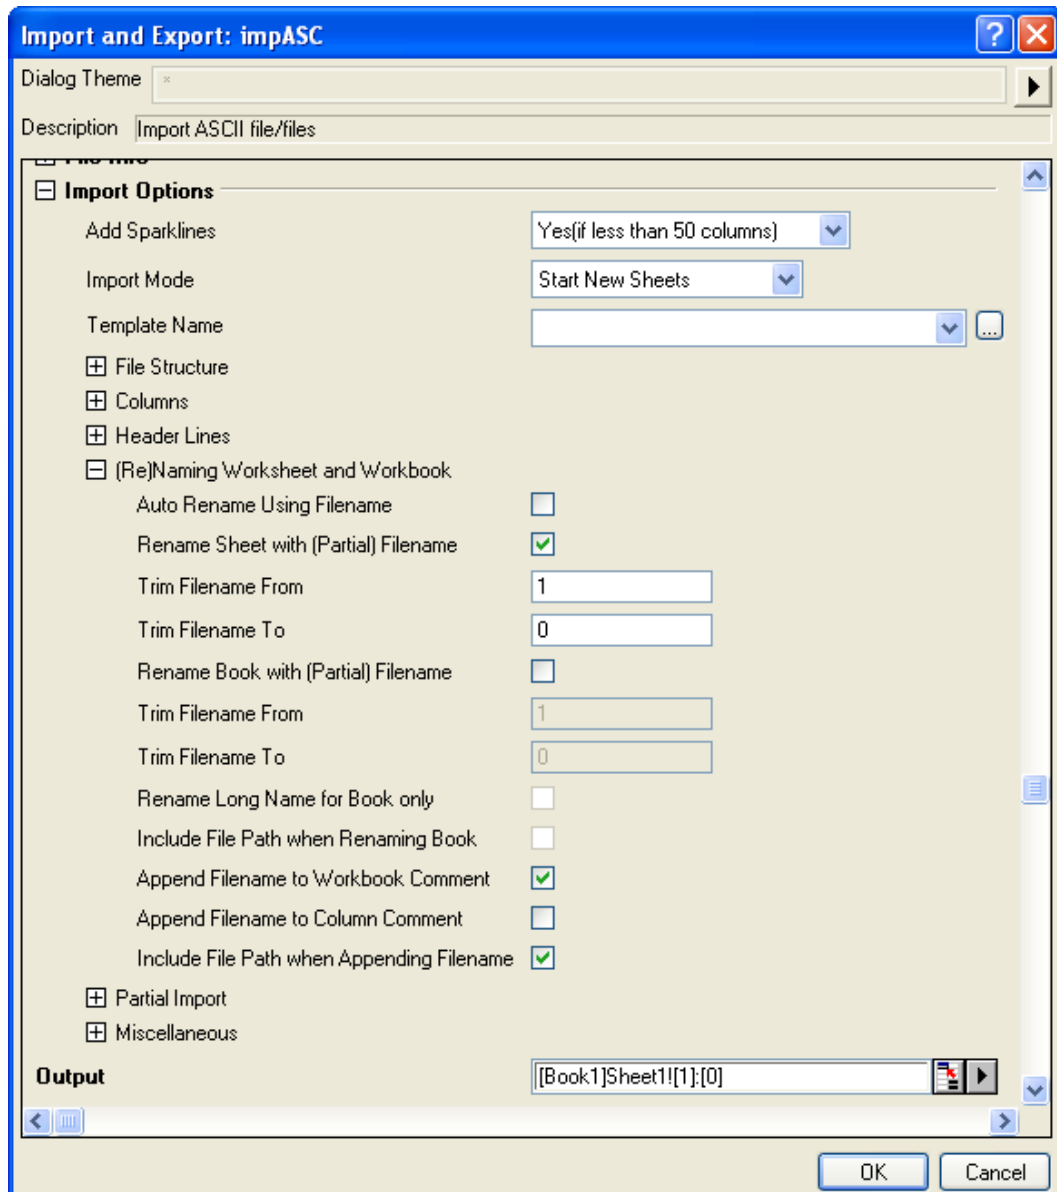 Import and Export: impASC
Dialog Theme *
Description Import ASCII file/files
File Info
Import Options
Add Sparklines Yes(if less than 50 columns)
Import Mode Start New Sheets
Template Name ...
File Structure
Columns
Header Lines
(Re)Naming Worksheet and Workbook
Auto Rename Using Filename
Rename Sheet with (Partial) Filename
Trim Filename From 1
Trim Filename To 0
Rename Book with (Partial) Filename
Trim Filename From 1
Trim Filename To 0
Rename Long Name for Book only
Include File Path when Renaming Book
Append Filename to Workbook Comment
Append Filename to Column Comment
Include File Path when Appending Filename
Partial Import
Miscellaneous
Output [Book1]Sheet1![1]:[0]
OK Cancel